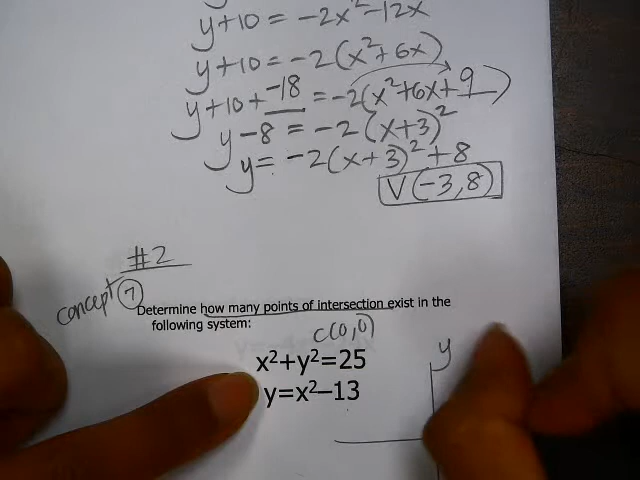 y+10 = -2x²-12x
y+10 = -2(x²+6x)
y+10+-18 = -2(x²+6x+9)
y-8 = -2(x+3)²
y= -2(x+3)²+8
V(-3,8)
#2
concept 7
Determine how many points of intersection exist in the
following system:
c(0,0)
x²+y²=25
y=x²–13
y